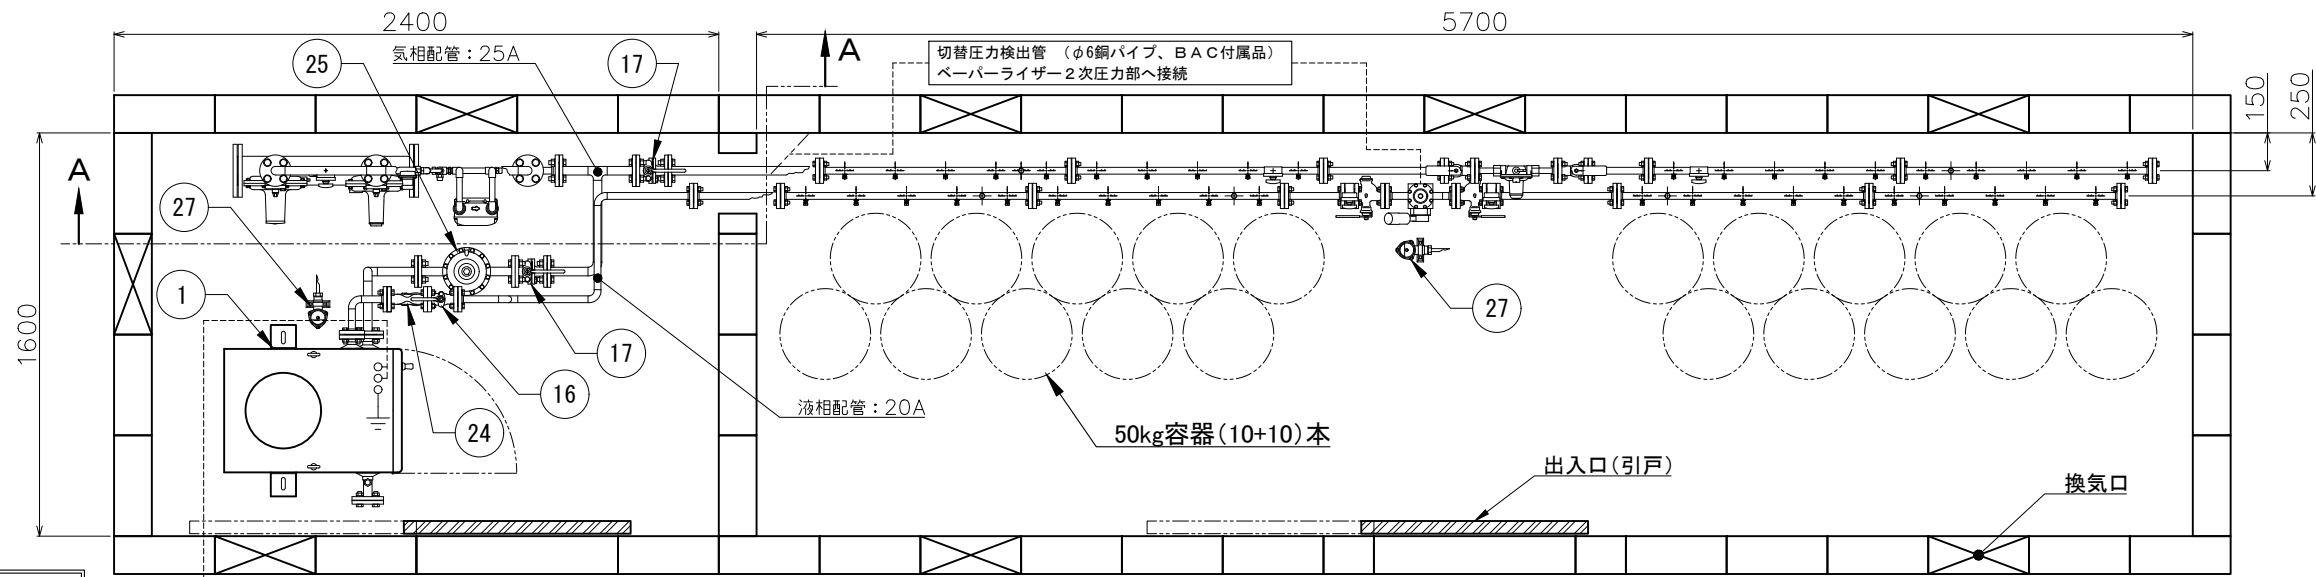 2400
5700
気相配管：25A
25
17
A
切替圧力検出管 （φ6銅パイプ、ＢＡＣ付属品）
ベーパーライザー２次圧力部へ接続
150
250
A
27
1
1600
27
17
16
24
液相配管：20A
50kg容器(10+10)本
出入口(引戸)
換気口